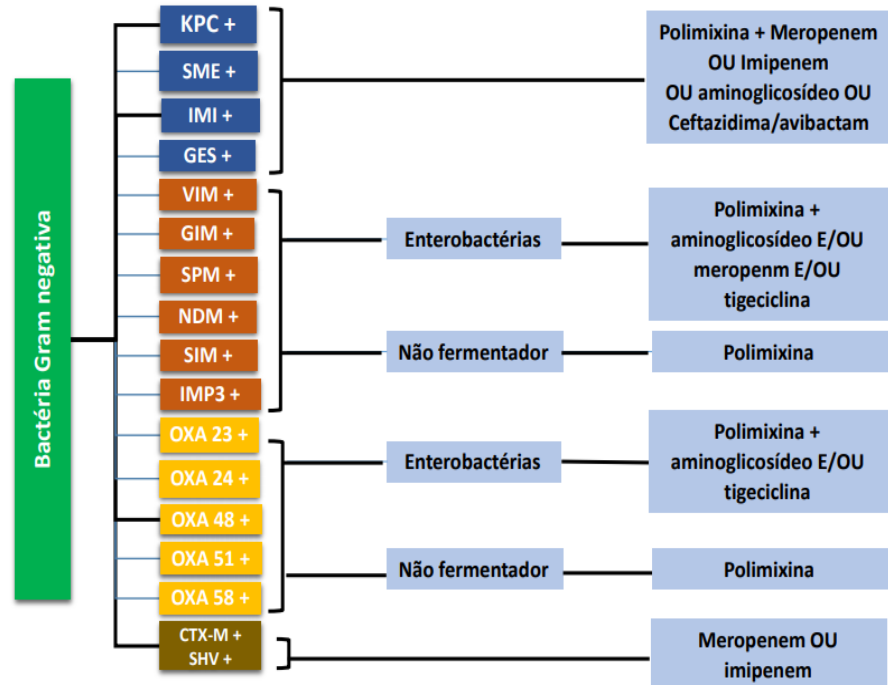 Bactéria Gram negativa
KPC +
SME +
IMI +
GES +
Polimixina + Meropenem
OU Imipenem
OU aminoglicosídeo OU
Ceftazidima/avibactam
VIM +
GIM +
SPM +
NDM +
SIM +
IMP3 +
Enterobactérias
Polimixina +
aminoglicosídeo E/OU
meropenm E/OU
tigeciclina
Não fermentador
Polimixina
OXA 23 +
OXA 24 +
OXA 48 +
OXA 51 +
OXA 58 +
Enterobactérias
Polimixina +
aminoglicosídeo E/OU
tigeciclina
Não fermentador
Polimixina
CTX-M +
SHV +
Meropenem OU
imipenem